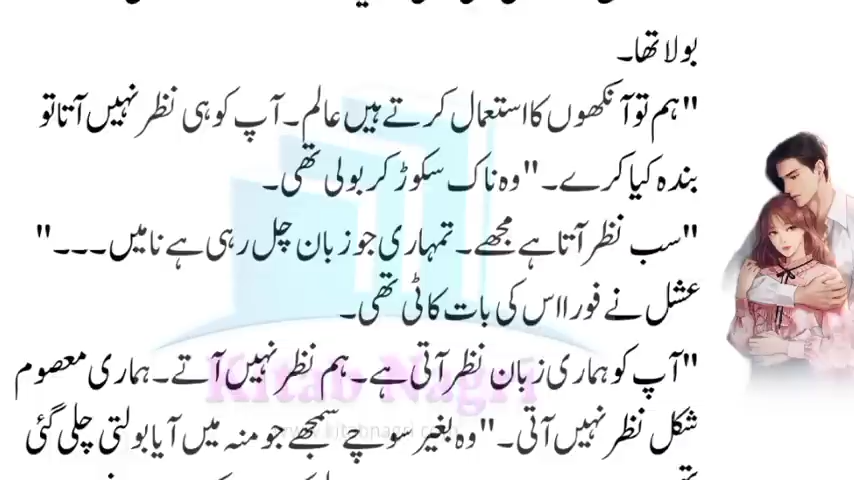 بولا تھا۔
"ہم تو آنکھوں کا استعمال کرتے ہیں عالم۔ آپ کو ہی نظر نہیں آتا تو
بندہ کیا کرے۔" وہ ناک سکوڑ کر بولی تھی۔
"سب نظر آتا ہے مجھے۔ تمہاری جو زبان چل رہی ہے نا میں۔۔۔"
عشل نے فورا اس کی بات کاٹی تھی۔
"آپ کو ہماری زبان نظر آتی ہے۔ ہم نظر نہیں آتے۔ ہماری معصوم
شکل نظر نہیں آتی۔" وہ بغیر سوچے سمجھے جو منہ میں آیا بولتی چلی گئی
Kitab Nagri